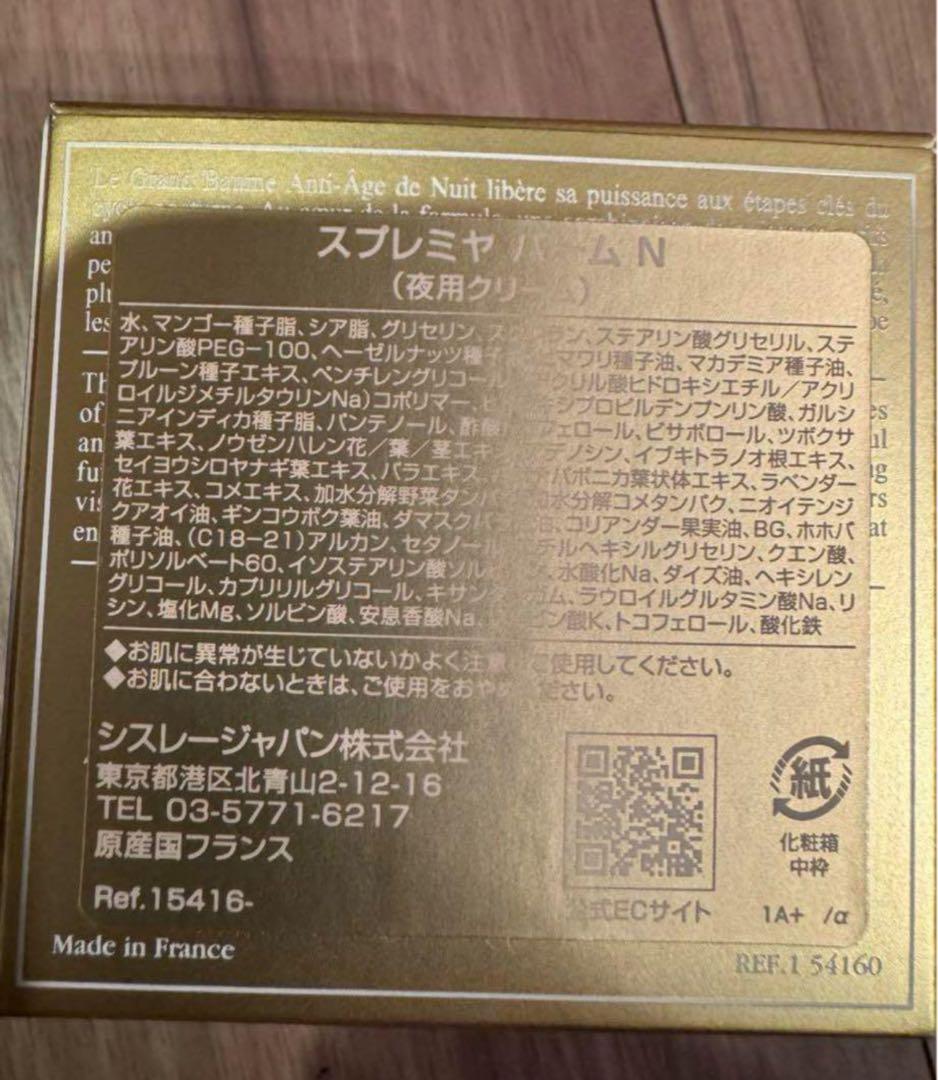 Le Grand Baume Anti-Âge de Nuit libère sa puissance aux étapes clés du
an
pe
plu
les
スプレミヤ バーム N
(夜用クリーム)
水、マンゴー種子脂、シア脂、グリセリン、 ステアリン酸グリセリル、ステ
アリン酸PEG-100、ヘーゼルナッツ種 マワリ種子油、マカデミア種子油、
プルーン種子エキス、ペンチレングリコール クリル酸ヒドロキシエチル/アクリ
ロイルジメチルタウリンNa)コポリマー、 シプロピルデンプンリン酸、ガルシ
ニアインディカ種子脂、パンテノール、酢酸 フェロール、ビサボロール、ツボクサ
葉エキス、ノウゼンハレン花/葉/茎エキ ノシン、イブキトラノオ根エキス、
セイヨウシロヤナギ葉エキス、バラエキス パボニカ葉状体エキス、ラベンダー
花エキス、コメエキス、加水分解野菜タンパ 加水分解コメタンパク、ニオイテンジ
クアオイ油、ギンコウボク葉油、ダマスクバ コリアンダー果実油、BG、ホホバ
種子油、(C18-21)アルカン、セタノール チルヘキシルグリセリン、クエン酸、
ポリソルベート60、イソステアリン酸ソル 水酸化Na、ダイズ油、ヘキシレン
グリコール、カプリリルグリコール、キサン ガム、ラウロイルグルタミン酸Na、リ
シン、塩化Mg、ソルビン酸、安息香酸Na、 ン酸K、トコフェロール、酸化鉄
◆お肌に異常が生じていないかよく注意 ご使用してください。
◆お肌に合わないときは、ご使用をおやめください。
シスレージャパン株式会社
東京都港区北青山2-12-16
TEL 03-5771-6217
原産国フランス
Ref.15416-
公式ECサイト
紙
化粧箱
中枠
1A+ /α
Made in France
REF.1 54160